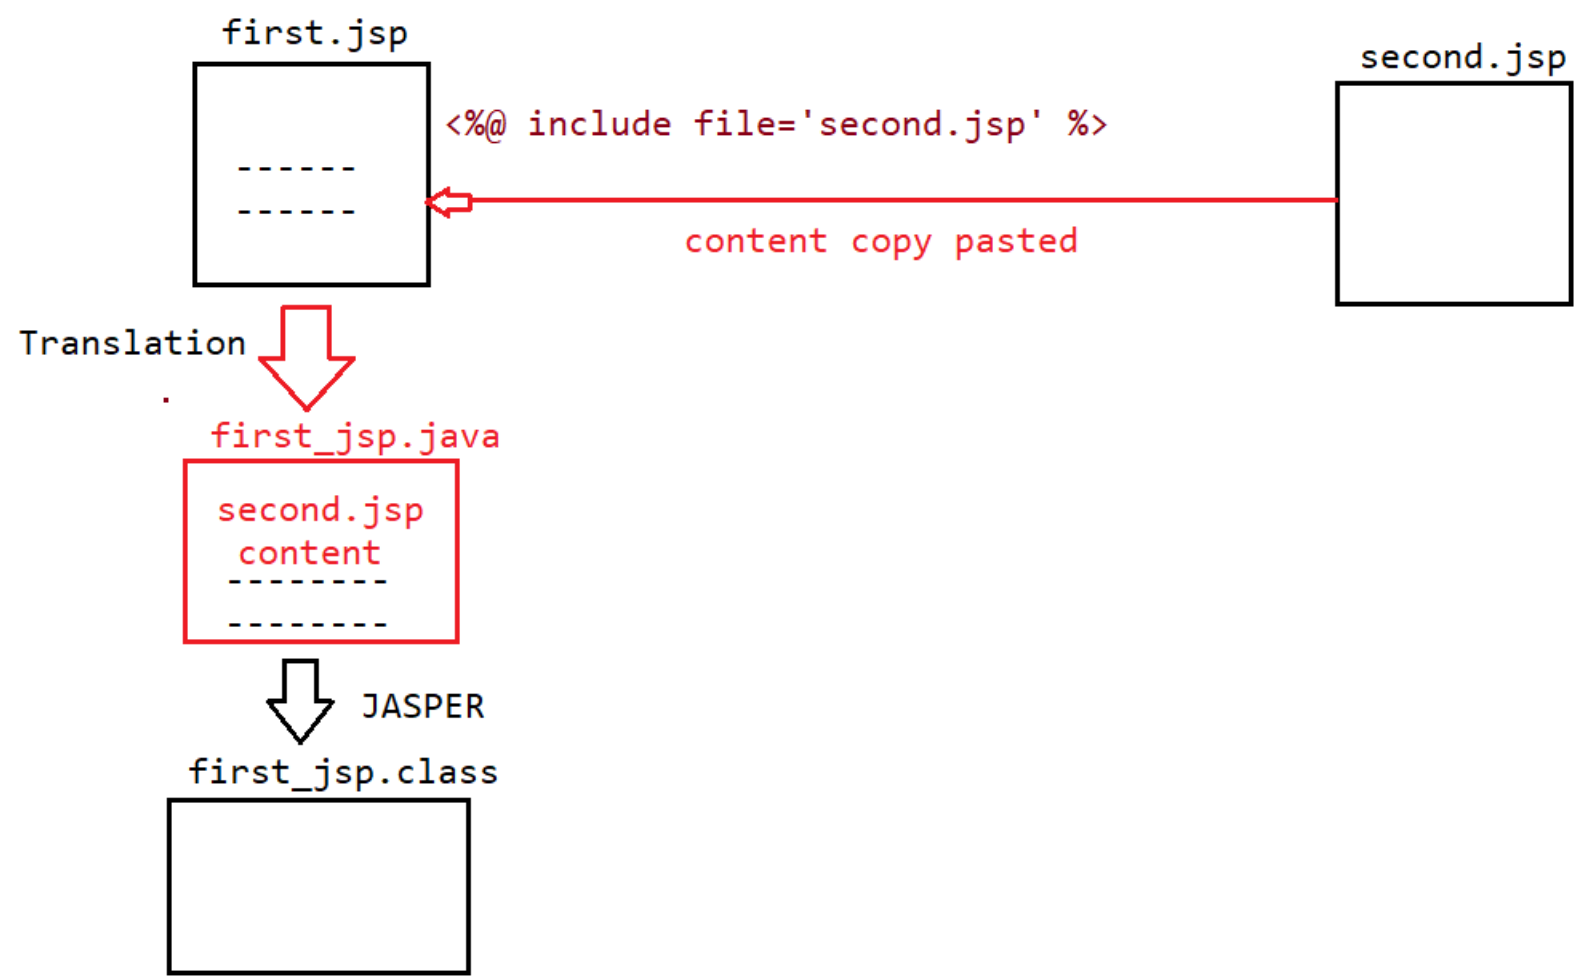 first.jsp
second.jsp
<%@ include file='second.jsp' %>
------
------
content copy pasted
Translation
first_jsp.java
second.jsp
content
--------
--------
JASPER
first_jsp.class